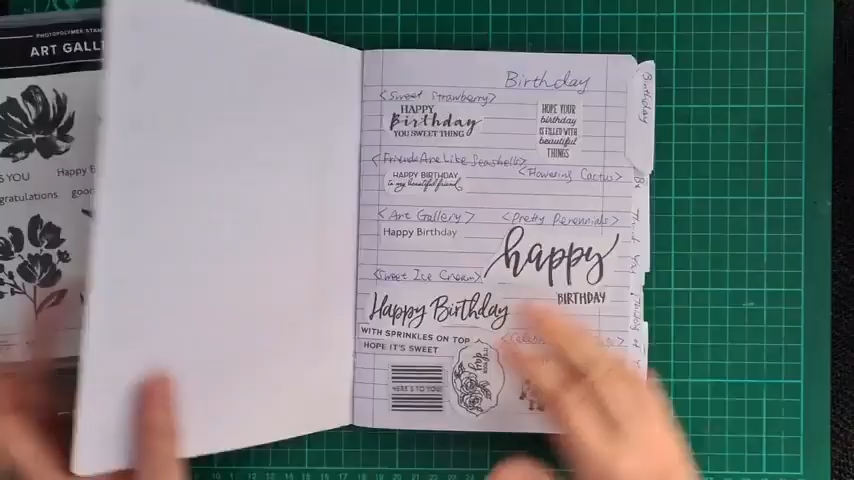 PHOTOPOLYMER STAM
ART GALL
S YOU
Happy B
gratulations
good
Birthday
Birthday
<Sweet Strawberry>
HAPPY
Birthday
YOU SWEET THING
HOPE YOUR
birthday
IS FILLED WITH
beautiful
THINGS
<Friends Are Like Seashells>
<Flowering Cactus>
HAPPY BIRTHDAY
to my beautiful friend
<Art Gallery>
<Pretty Perennials>
Happy Birthday
happy
BIRTHDAY
<Sweet Ice Cream>
Happy Birthday
WITH SPRINKLES ON TOP
HOPE IT'S SWEET
HERE'S TO YOU!
day
Thank You